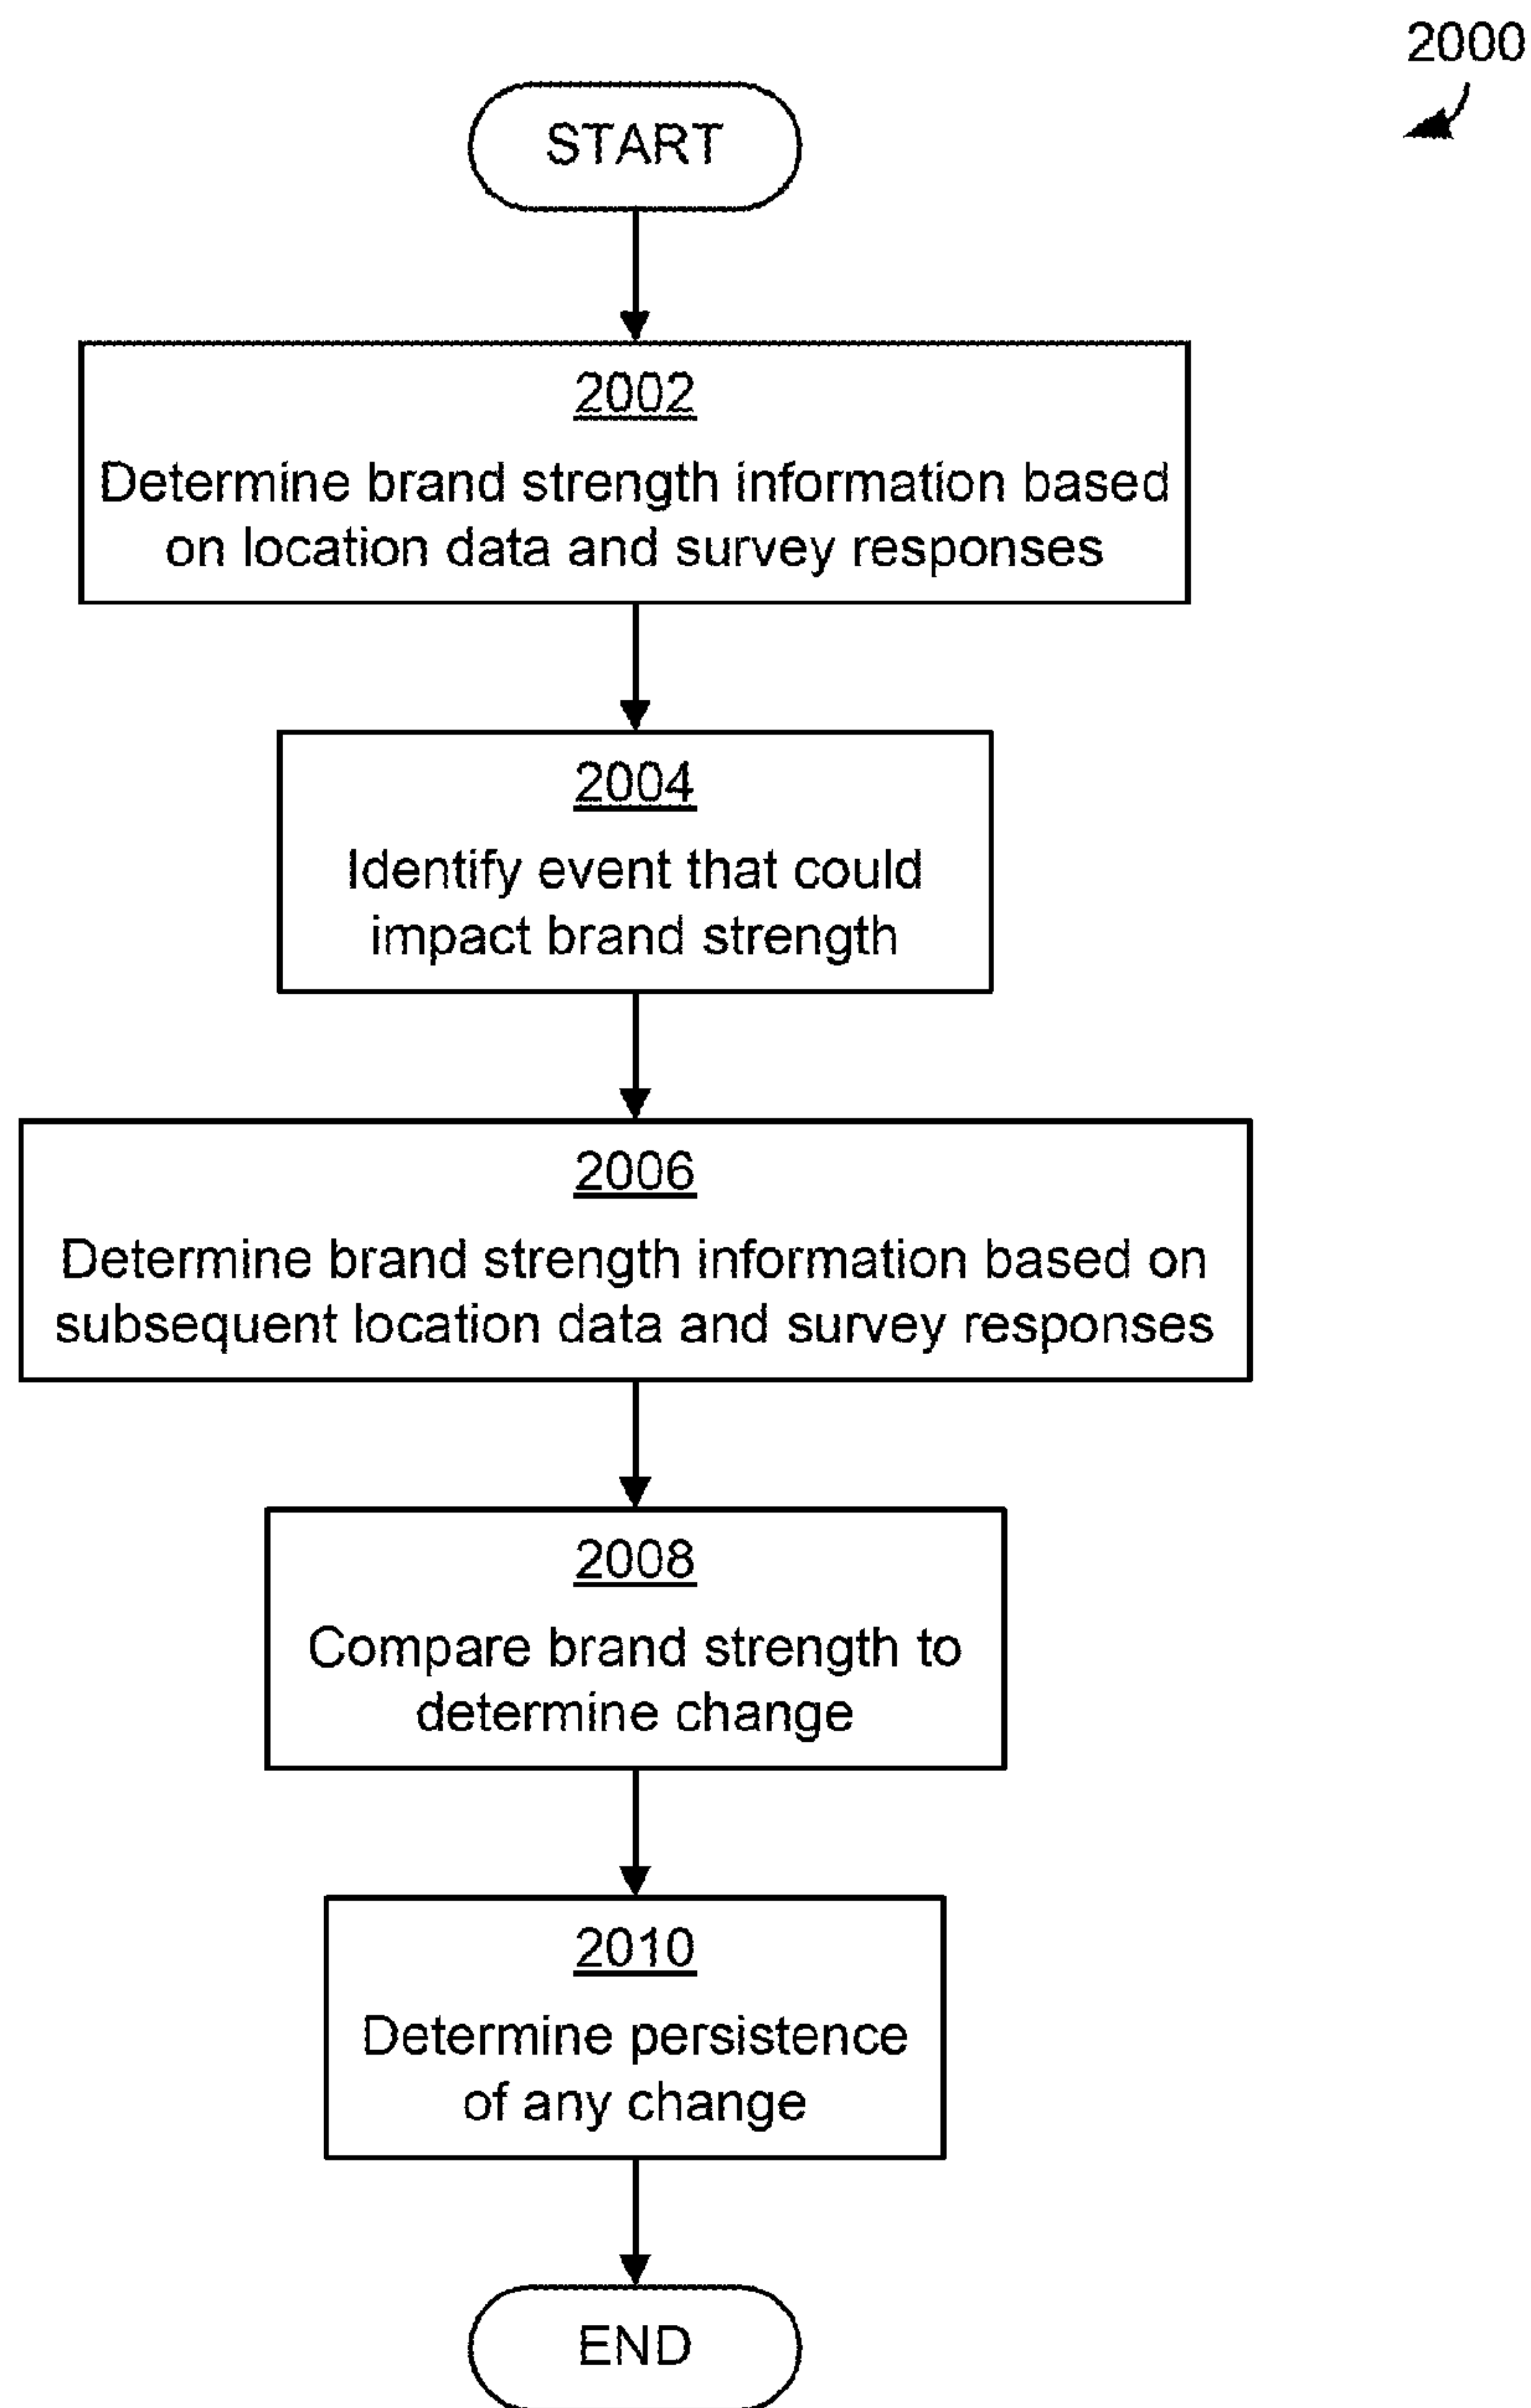 2000
START
2002
Determine brand strength information based
on location data and survey responses
2004
Identify event that could
impact brand strength
2006
Determine brand strength information based on
subsequent location data and survey responses
2008
Compare brand strength to
determine change
2010
Determine persistence
of any change
END